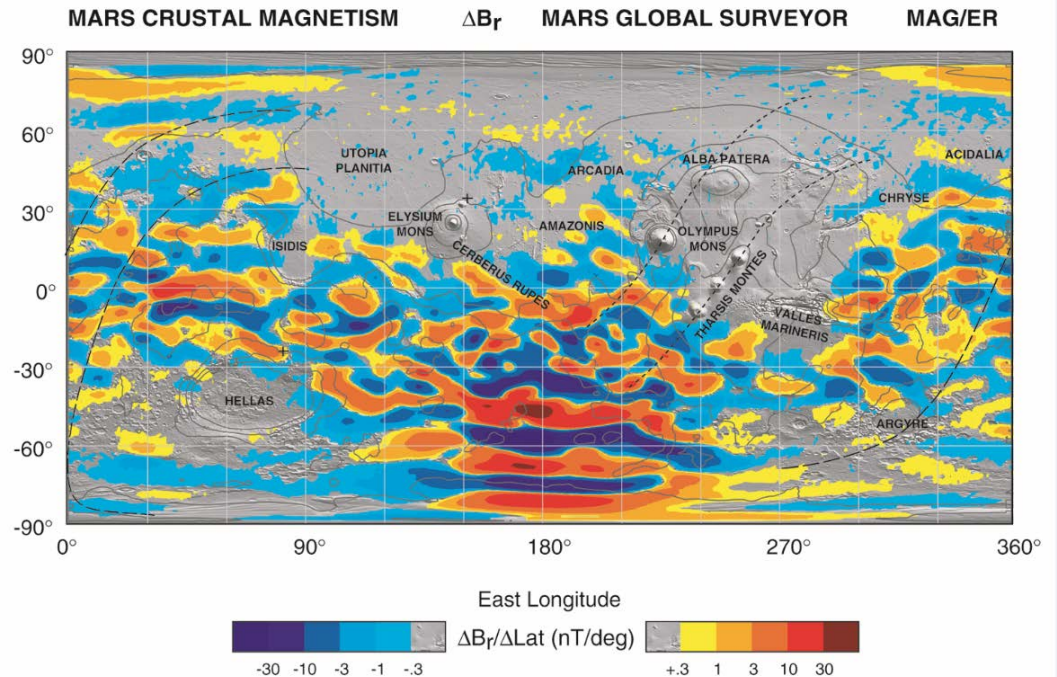 MARS CRUSTAL MAGNETISM ΔBr MARS GLOBAL SURVEYOR MAG/ER
90°
60°
30°
0°
-30°
-60°
-90°
UTOPIA
PLANITIA
ARCADIA
ALBA PATERA
ACIDALIA
CHRYSE
ELYSIUM
MONS
AMAZONIS
OLYMPUS
MONS
ISIDIS
CERBERUS RUPES
THARSIS MONTES
VALLES
MARINERIS
HELLAS
ARGYRE
0° 90° 180° 270° 360°
East Longitude
ΔBr/ΔLat (nT/deg)
-30 -10 -3 -1 -.3 +.3 1 3 10 30